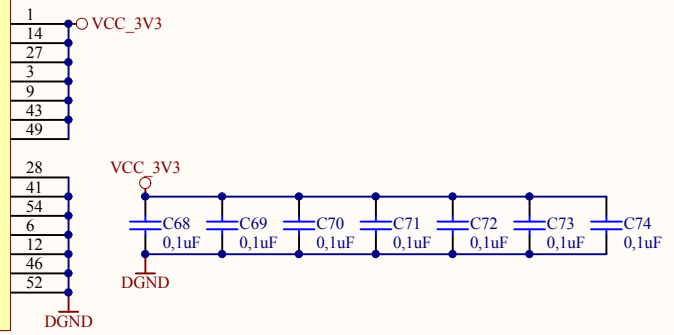 1
VCC_3V3
14
27
3
9
43
49
28
41
54
6
12
46
52
DGND
VCC_3V3
C68
0,1uF
C69
0,1uF
C70
0,1uF
C71
0,1uF
C72
0,1uF
C73
0,1uF
C74
0,1uF
DGND